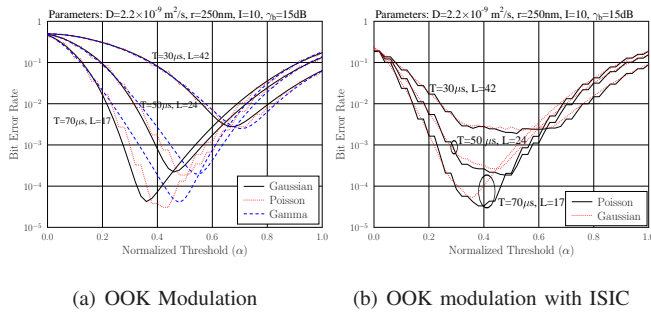 Parameters: D=2.2×10⁻⁹ m²/s, r=250nm, I=10, γb=15dB
10⁰
10⁻¹
10⁻²
10⁻³
10⁻⁴
10⁻⁵
Bit Error Rate
T=30μs, L=42
T=50μs, L=24
T=70μs, L=17
Gaussian
Poisson
Gamma
0.0 0.2 0.4 0.6 0.8 1.0
Normalized Threshold (α)
(a) OOK Modulation
Parameters: D=2.2×10⁻⁹ m²/s, r=250nm, I=10, γb=15dB
10⁰
10⁻¹
10⁻²
10⁻³
10⁻⁴
10⁻⁵
Bit Error Rate
T=30μs, L=42
T=50 μs, L=24
T=70μs, L=17
Poisson
Gaussian
0.0 0.2 0.4 0.6 0.8 1.0
Normalized Threshold (α)
(b) OOK modulation with ISIC